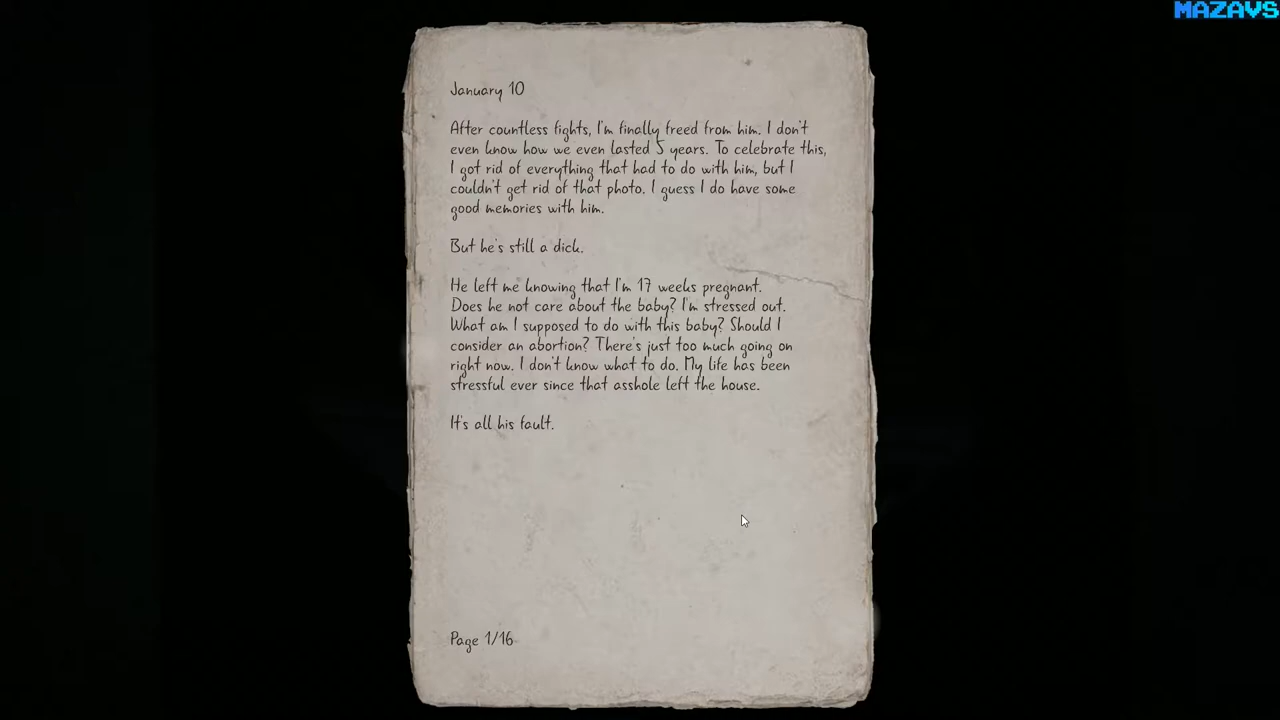 MAZAVS
January 10
After countless fights, I'm finally freed from him. I don't
even know how we even lasted 5 years. To celebrate this,
I got rid of everything that had to do with him, but I
couldn't get rid of that photo. I guess I do have some
good memories with him.
But he's still a dick.
He left me knowing that I'm 17 weeks pregnant.
Does he not care about the baby? I'm stressed out.
What am I supposed to do with this baby? Should I
consider an abortion? There's just too much going on
right now. I don't know what to do. My life has been
stressful ever since that asshole left the house.
It's all his fault.
Page 1/16